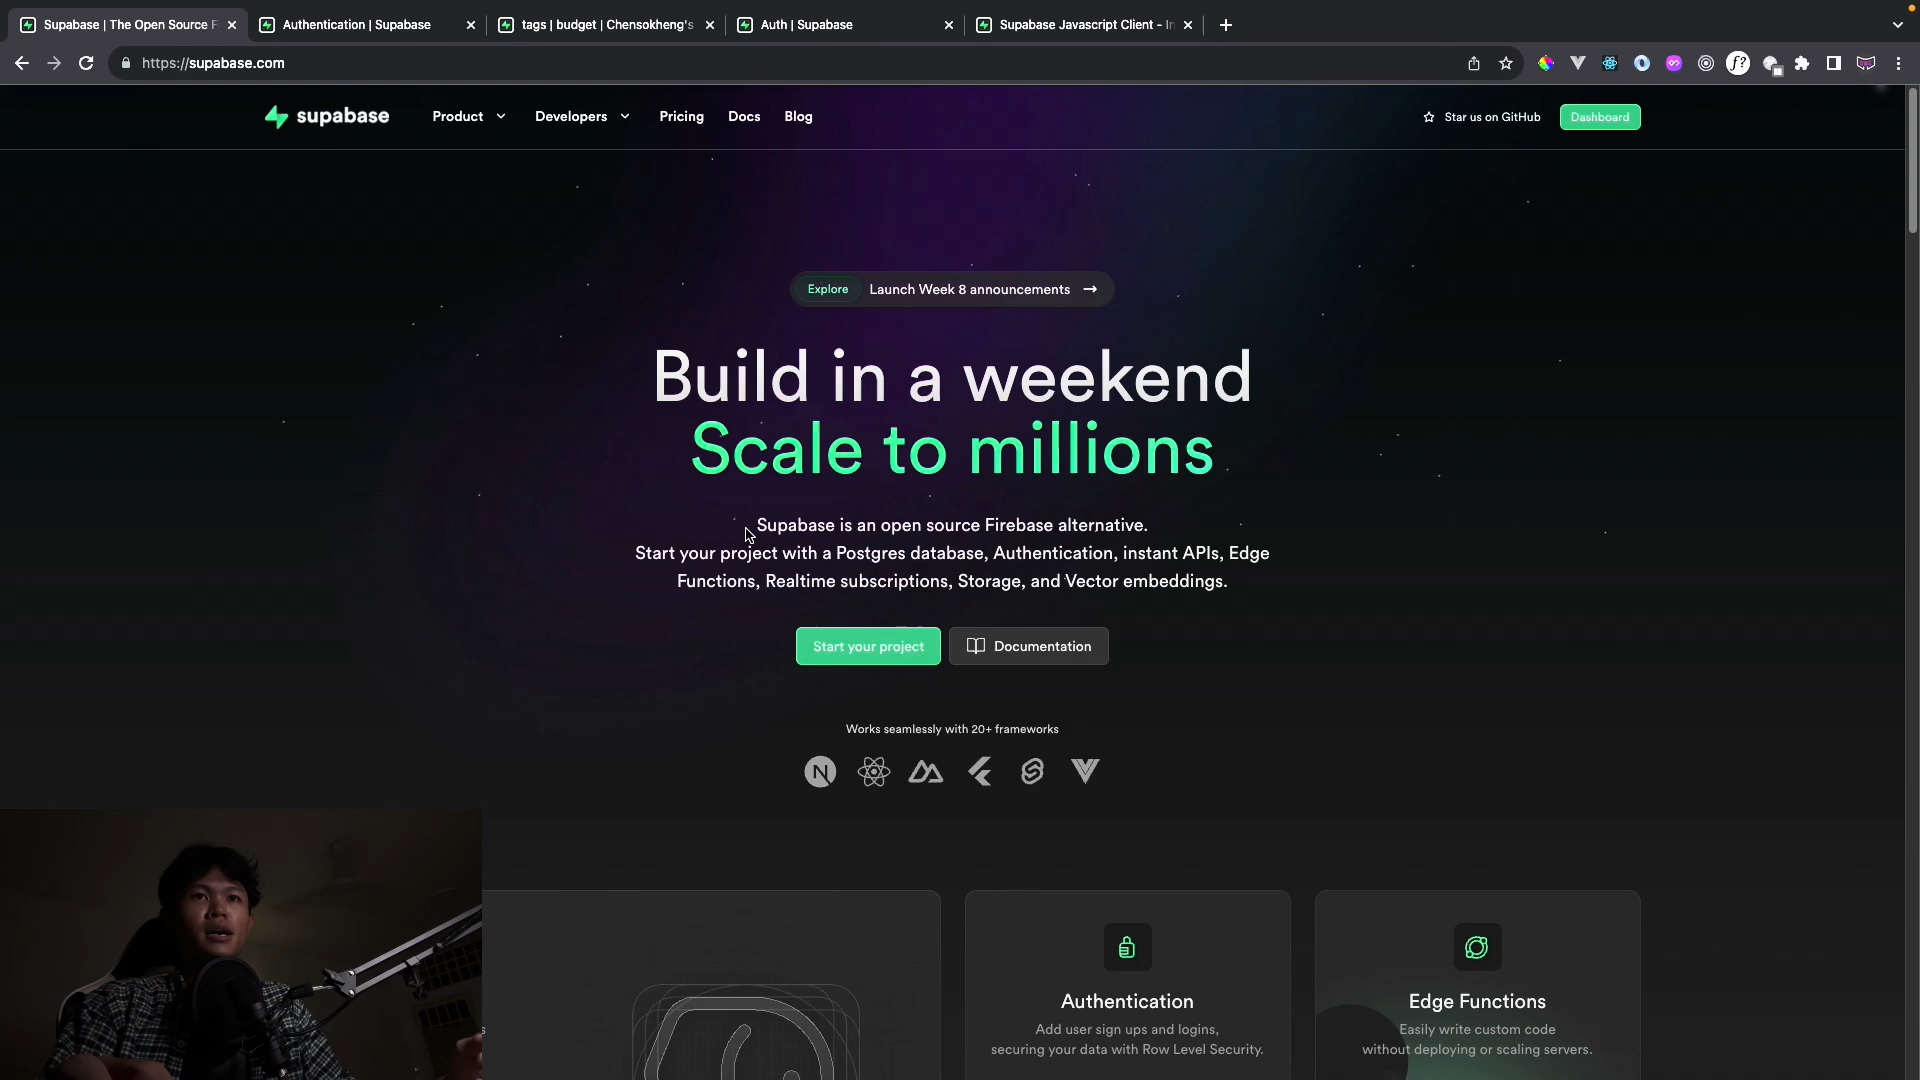 Supabase | The Open Source F
Authentication | Supabase
tags | budget | Chensokheng's
Auth | Supabase
Supabase Javascript Client - In
https://supabase.com
f?
supabase
Product
Developers
Pricing
Docs
Blog
Star us on GitHub
Dashboard
Explore
Launch Week 8 announcements →
Build in a weekend
Scale to millions
Supabase is an open source Firebase alternative.
Start your project with a Postgres database, Authentication, instant APIs, Edge
Functions, Realtime subscriptions, Storage, and Vector embeddings.
Start your project
Documentation
Works seamlessly with 20+ frameworks
N
Authentication
Add user sign ups and logins,
securing your data with Row Level Security.
Edge Functions
Easily write custom code
without deploying or scaling servers.